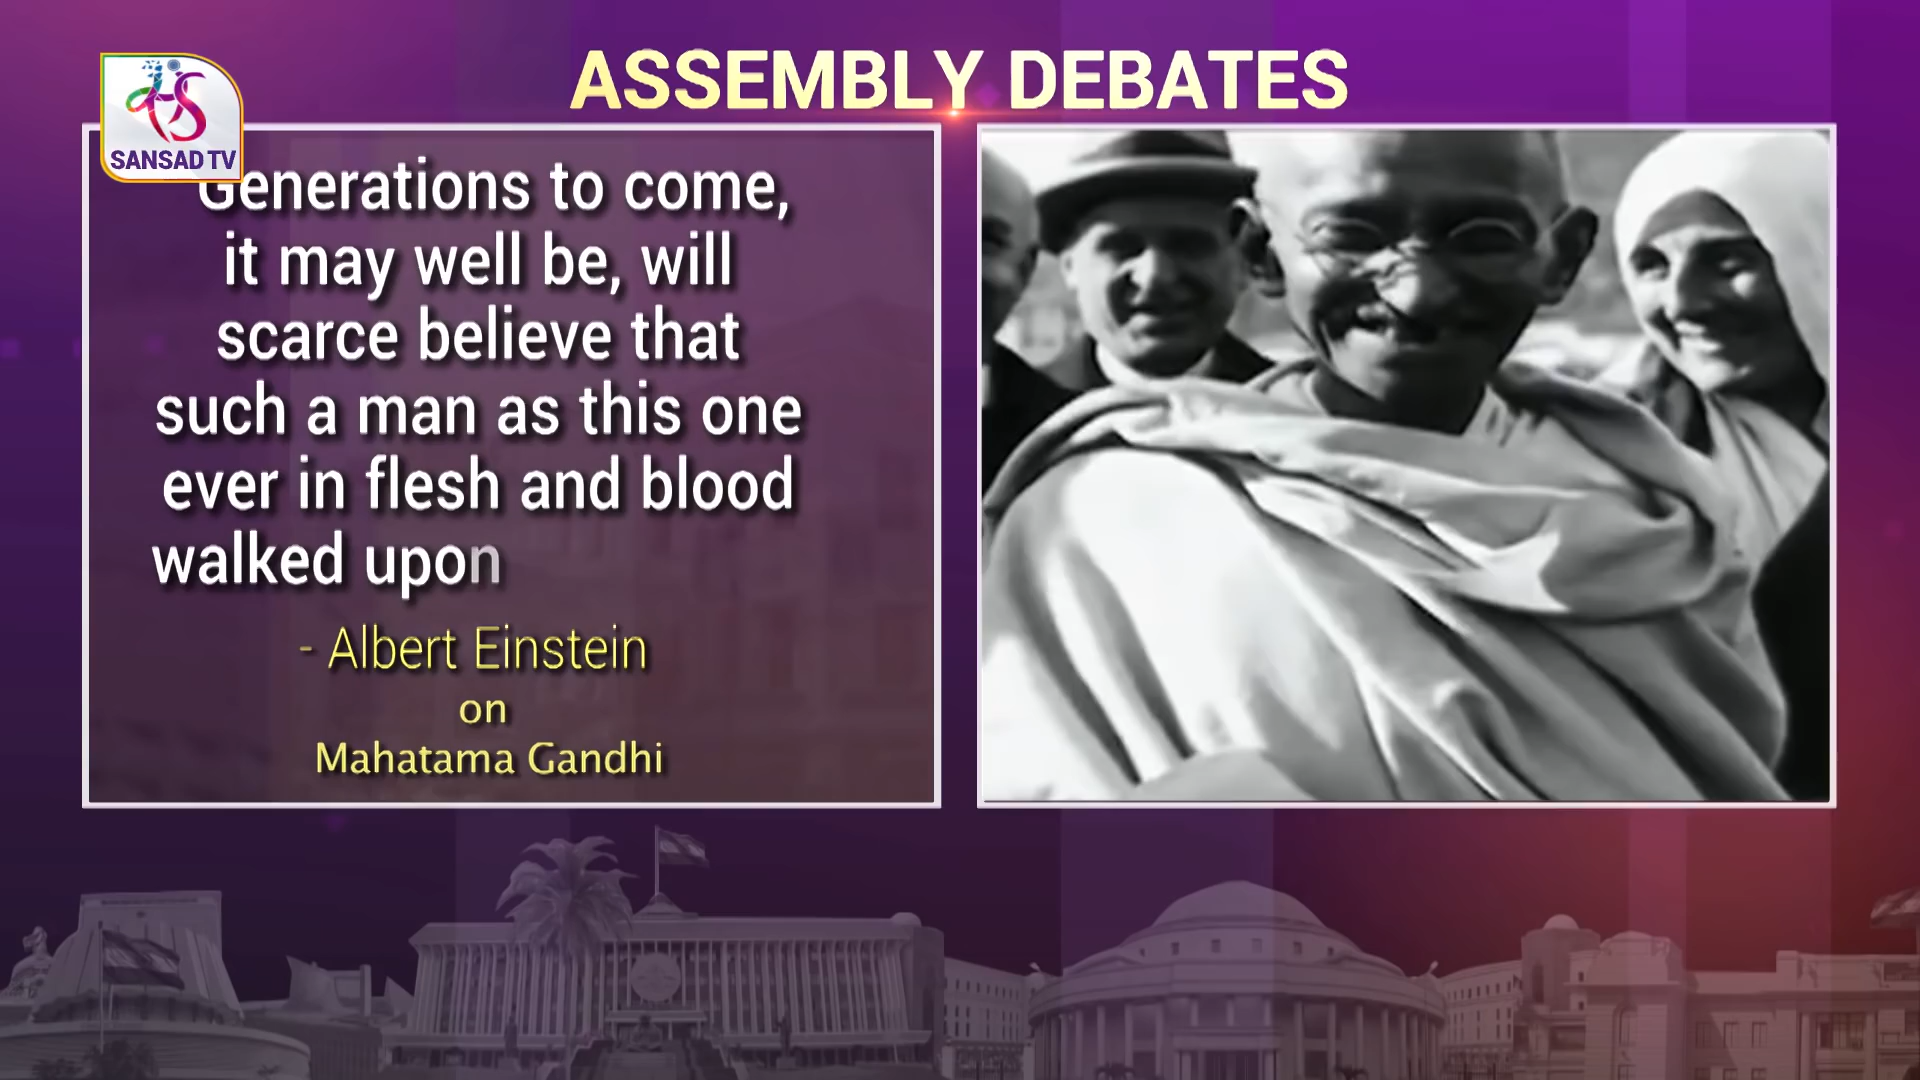 ASSEMBLY DEBATES
SANSAD TV
Generations to come,
it may well be, will
scarce believe that
such a man as this one
ever in flesh and blood
walked upon
- Albert Einstein
on
Mahatama Gandhi